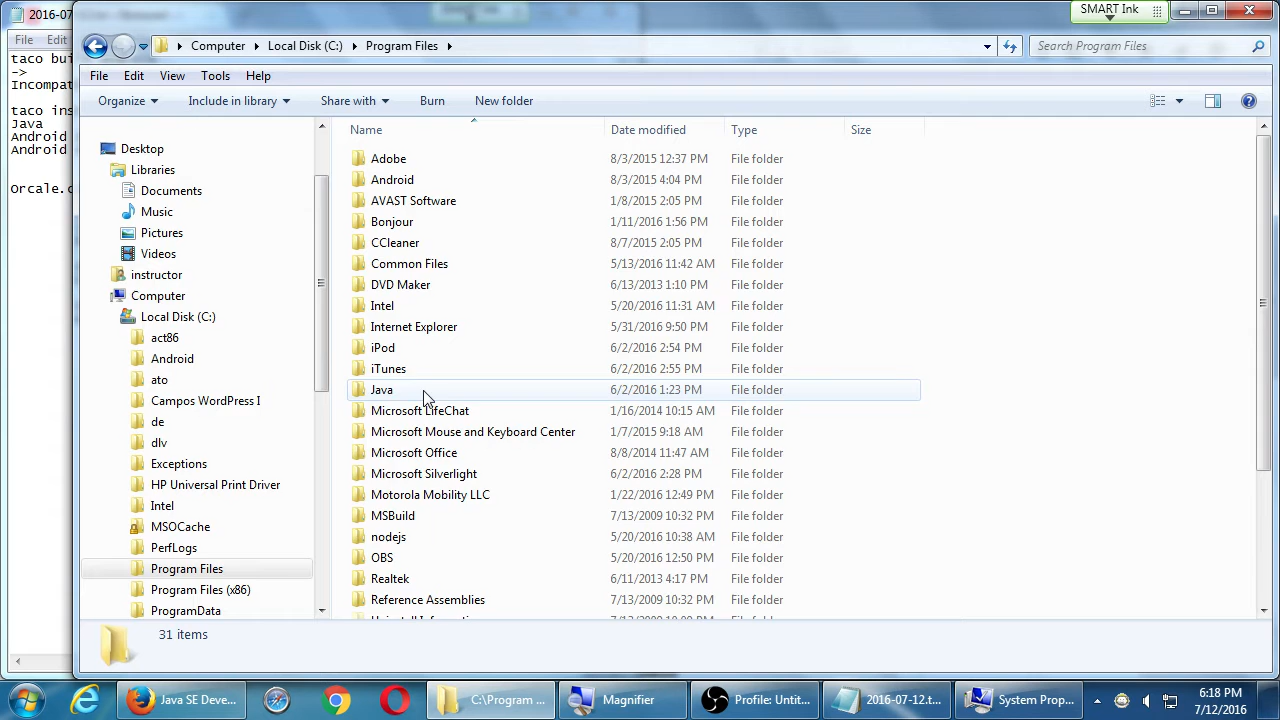 2016-07
SMART Ink
File Edit
taco bui
->
Incompat
taco ins
Java
Android
Android
Orcale.c
Computer Local Disk (C:) Program Files
Search Program Files
File Edit View Tools Help
Organize Include in library Share with Burn New folder
Name Date modified Type Size
Desktop
Libraries
Documents
Music
Pictures
Videos
instructor
Computer
Local Disk (C:)
act86
Android
ato
Campos WordPress I
de
dlv
Exceptions
HP Universal Print Driver
Intel
MSOCache
PerfLogs
Program Files
Program Files (x86)
ProgramData
Adobe 8/3/2015 12:37 PM File folder
Android 8/3/2015 4:04 PM File folder
AVAST Software 1/8/2015 2:05 PM File folder
Bonjour 1/11/2016 1:56 PM File folder
CCleaner 8/7/2015 2:05 PM File folder
Common Files 5/13/2016 11:42 AM File folder
DVD Maker 6/13/2013 1:10 PM File folder
Intel 5/20/2016 11:31 AM File folder
Internet Explorer 5/31/2016 9:50 PM File folder
iPod 6/2/2016 2:54 PM File folder
iTunes 6/2/2016 2:55 PM File folder
Java 6/2/2016 1:23 PM File folder
Microsoft LifeChat 1/16/2014 10:15 AM File folder
Microsoft Mouse and Keyboard Center 1/7/2015 9:18 AM File folder
Microsoft Office 8/8/2014 11:47 AM File folder
Microsoft Silverlight 6/2/2016 2:28 PM File folder
Motorola Mobility LLC 1/22/2016 12:49 PM File folder
MSBuild 7/13/2009 10:32 PM File folder
nodejs 5/20/2016 10:38 AM File folder
OBS 5/20/2016 12:50 PM File folder
Realtek 6/11/2013 4:17 PM File folder
Reference Assemblies 7/13/2009 10:32 PM File folder
31 items
Java SE Deve... C:\Program ... Magnifier Profile: Untit... 2016-07-12.t... System Prop...
6:18 PM
7/12/2016